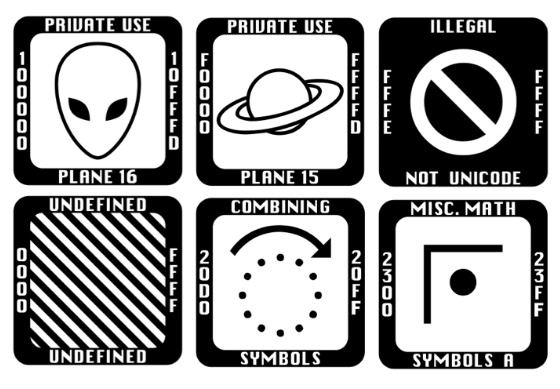 PRIVATE USE
100000
10FFFD
PLANE 16
PRIVATE USE
F0000
FFFFD
PLANE 15
ILLEGAL
FFFE
FFFF
NOT UNICODE
UNDEFINED
0000
FFFF
UNDEFINED
COMBINING
20D0
20FF
SYMBOLS
MISC. MATH
2300
23FF
SYMBOLS A